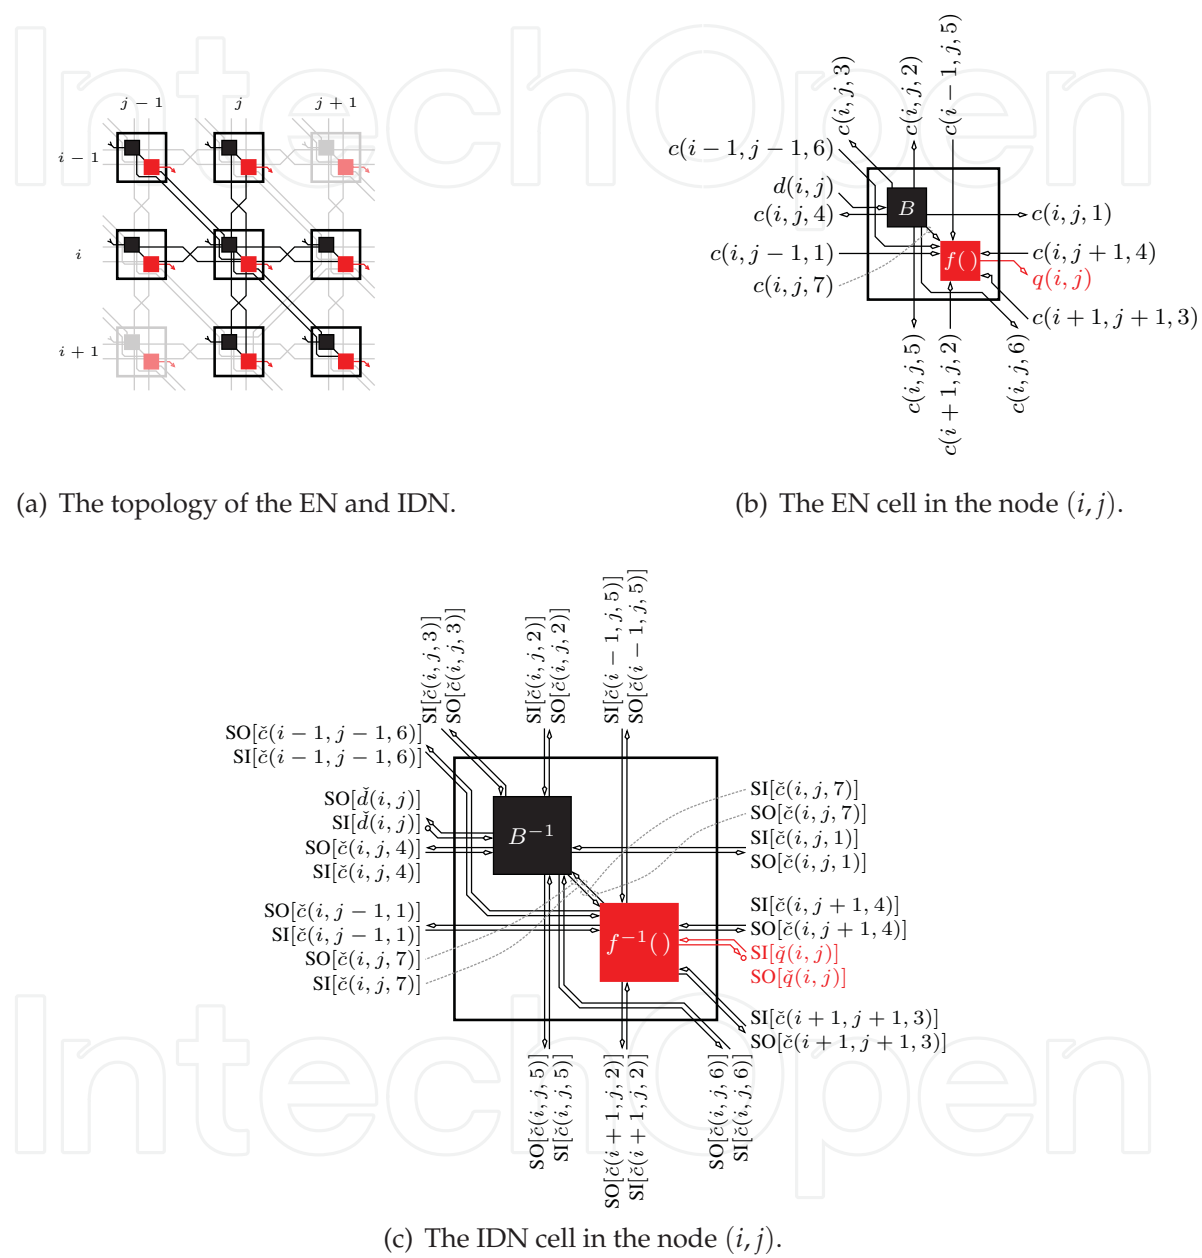 IntechOpen
j − 1 j j + 1
i − 1
i
i + 1
c(i, j, 3)
c(i, j, 2)
c(i − 1, j, 5)
c(i − 1, j − 1, 6)
d(i, j)
c(i, j, 4)
c(i, j − 1, 1)
c(i, j, 7)
B
f()
c(i, j, 1)
c(i, j + 1, 4)
q(i, j)
c(i + 1, j + 1, 3)
c(i, j, 5)
c(i + 1, j, 2)
c(i, j, 6)
(a) The topology of the EN and IDN.
(b) The EN cell in the node (i, j).
SI[č(i, j, 3)]
SO[č(i, j, 3)]
SI[č(i, j, 2)]
SO[č(i, j, 2)]
SI[č(i − 1, j, 5)]
SO[č(i − 1, j, 5)]
SO[č(i − 1, j − 1, 6)]
SI[č(i − 1, j − 1, 6)]
SO[ď(i, j)]
SI[ď(i, j)]
SO[č(i, j, 4)]
SI[č(i, j, 4)]
SO[č(i, j − 1, 1)]
SI[č(i, j − 1, 1)]
SO[č(i, j, 7)]
SI[č(i, j, 7)]
B⁻¹
f⁻¹()
SI[č(i, j, 7)]
SO[č(i, j, 7)]
SI[č(i, j, 1)]
SO[č(i, j, 1)]
SI[č(i, j + 1, 4)]
SO[č(i, j + 1, 4)]
SI[q̌(i, j)]
SO[q̌(i, j)]
SI[č(i + 1, j + 1, 3)]
SO[č(i + 1, j + 1, 3)]
SO[č(i, j, 5)]
SI[č(i, j, 5)]
SO[č(i + 1, j, 2)]
SI[č(i + 1, j, 2)]
SO[č(i, j, 6)]
SI[č(i, j, 6)]
IntechOpen
(c) The IDN cell in the node (i, j).